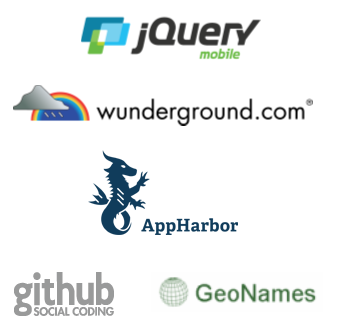 jQuery
mobile
wunderground.com®
AppHarbor
github
SOCIAL CODING
GeoNames